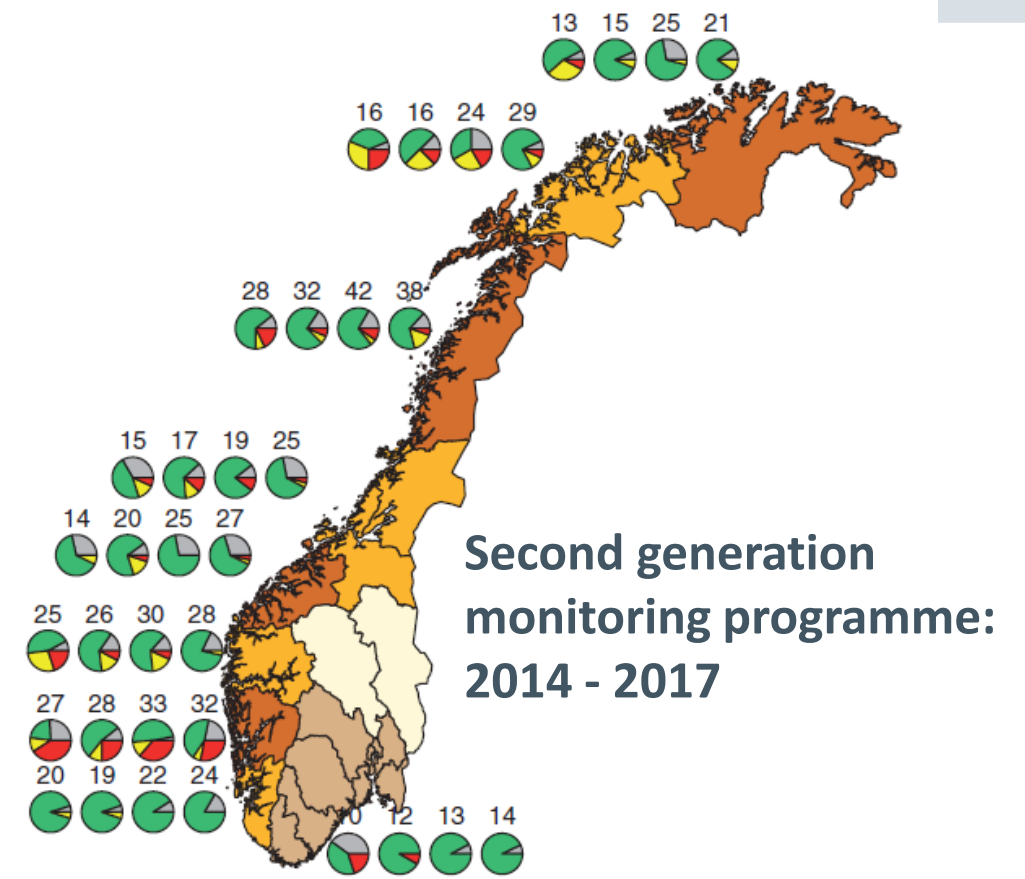 13 15 25 21
16 16 24 29
28 32 42 38
15 17 19 25
14 20 25 27
Second generation
monitoring programme:
2014 - 2017
25 26 30 28
27 28 33 32
20 19 22 24
12 13 14